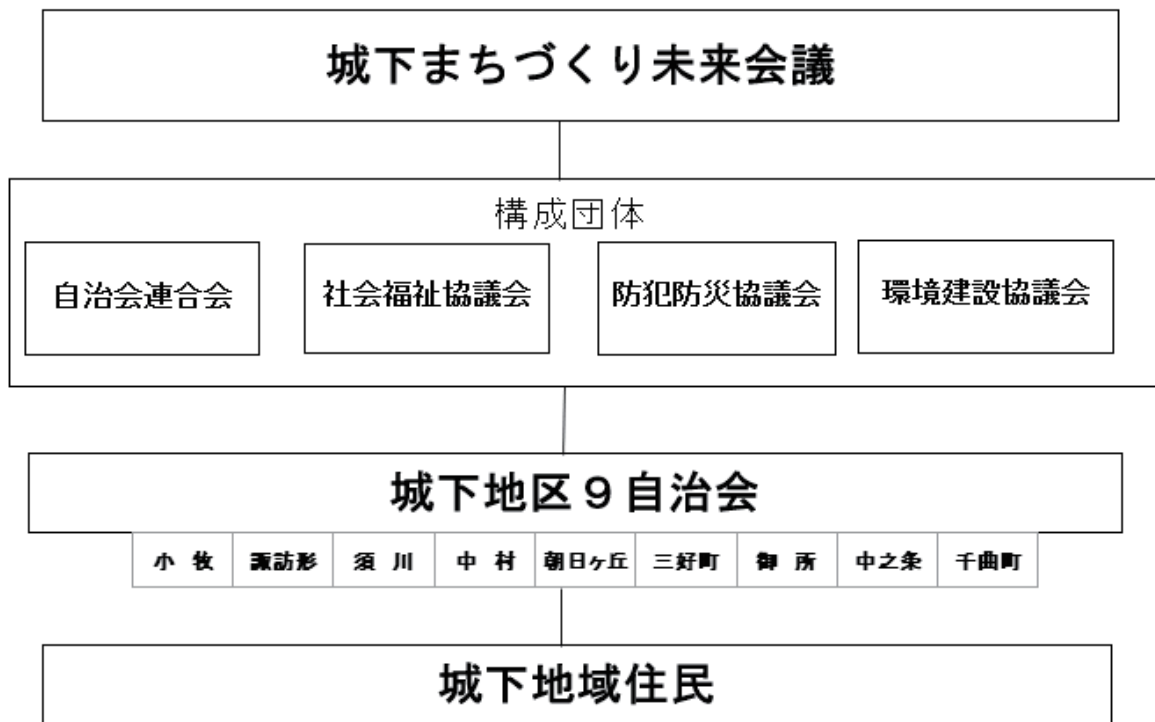 城下まちづくり未来会議
構成団体
自治会連合会 社会福祉協議会 防犯防災協議会 環境建設協議会
城下地区９自治会
小 牧 諏訪形 須 川 中 村 朝日ヶ丘 三好町 御 所 中之条 千曲町
城下地域住民